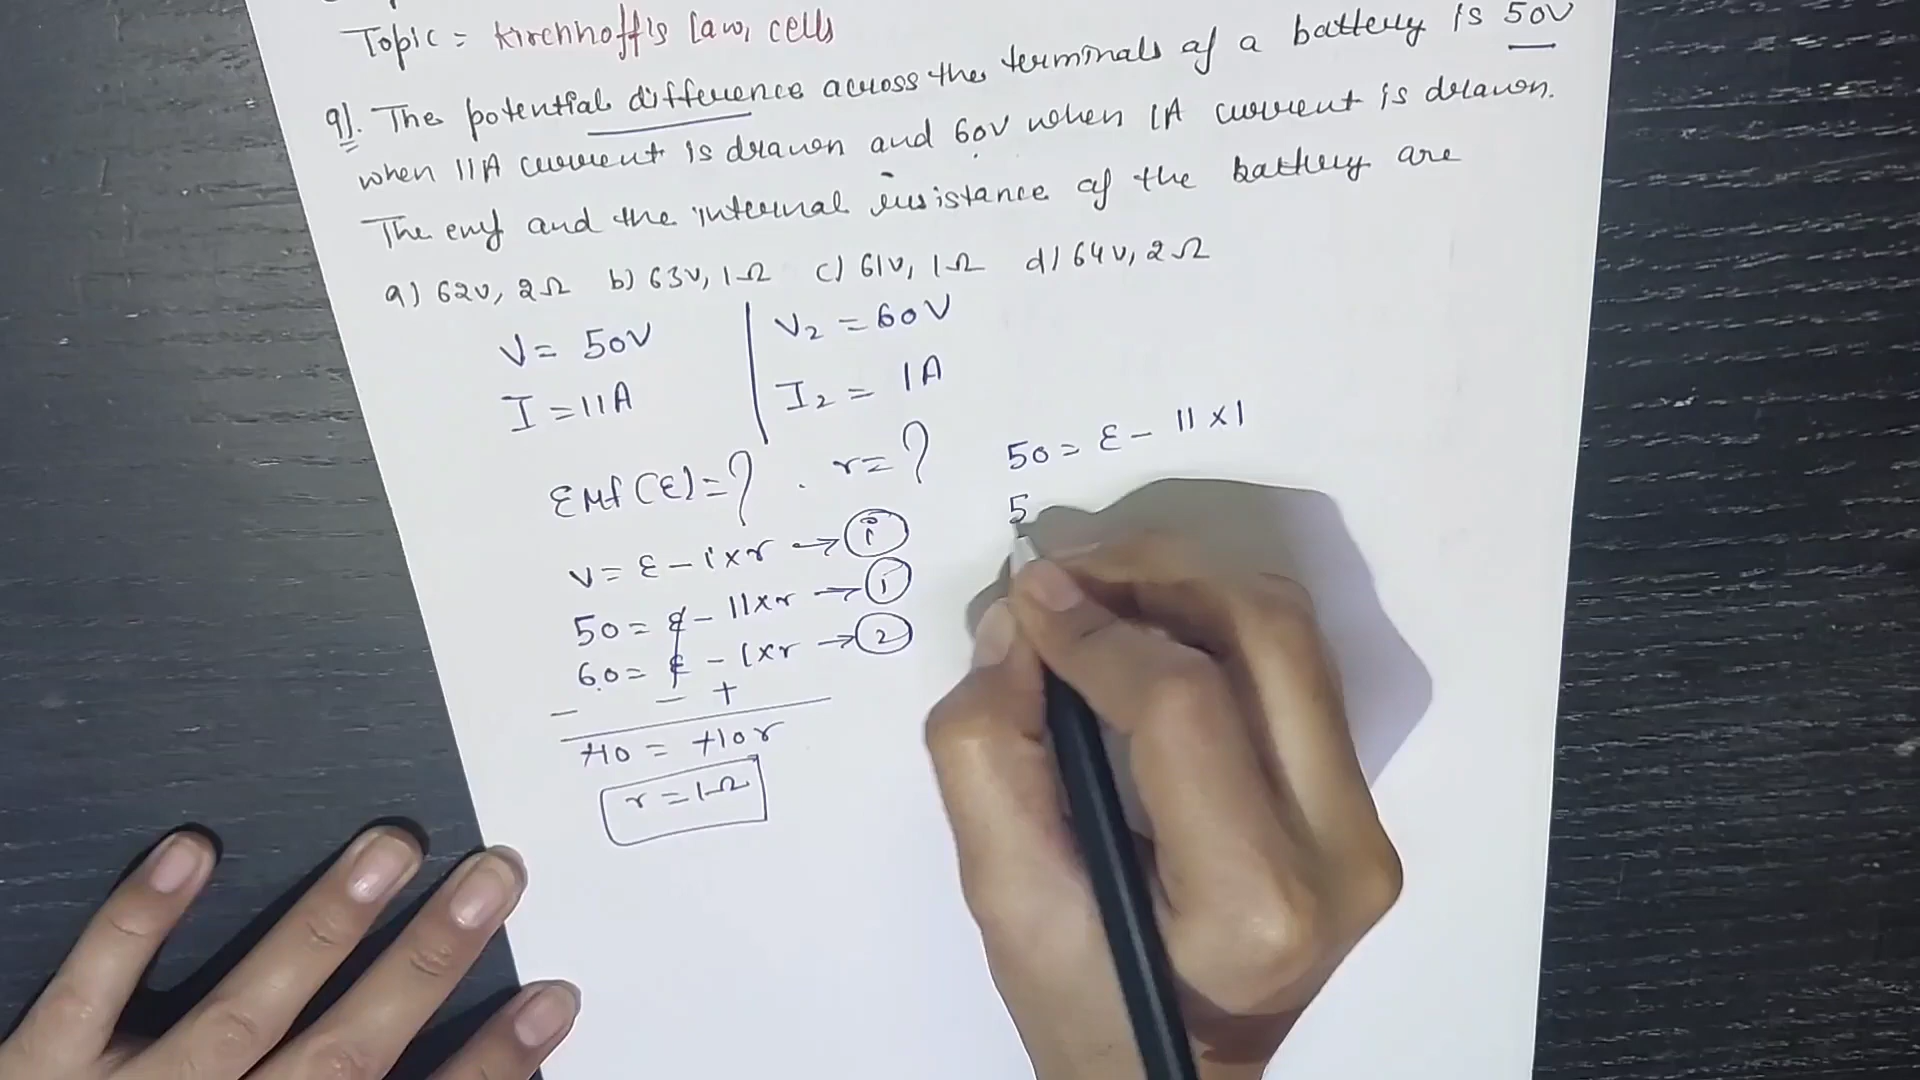 Topic = Kirchhoff's Law, cells
9). The potential difference across the terminals of a battery is 50V
when 11A current is drawn and 60V when 1A current is drawn.
The emf and the internal resistance of the battery are
a) 62V, 2Ω b) 63V, 1Ω c) 61V, 1Ω d) 64V, 2Ω
V = 50V
I = 11A
V2 = 60V
I2 = 1A
EMf (ε) = ? . r = ?
V = ε - i x r → i
50 = ε - 11 x r → 1
60 = ε - 1 x r → 2
- - +
+10 = +10r
r = 1Ω
50 = ε - 11 x 1
5